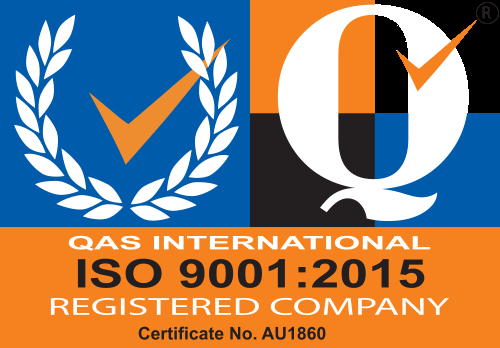 ®
Q
QAS INTERNATIONAL
ISO 9001:2015
REGISTERED COMPANY
Certificate No. AU1860